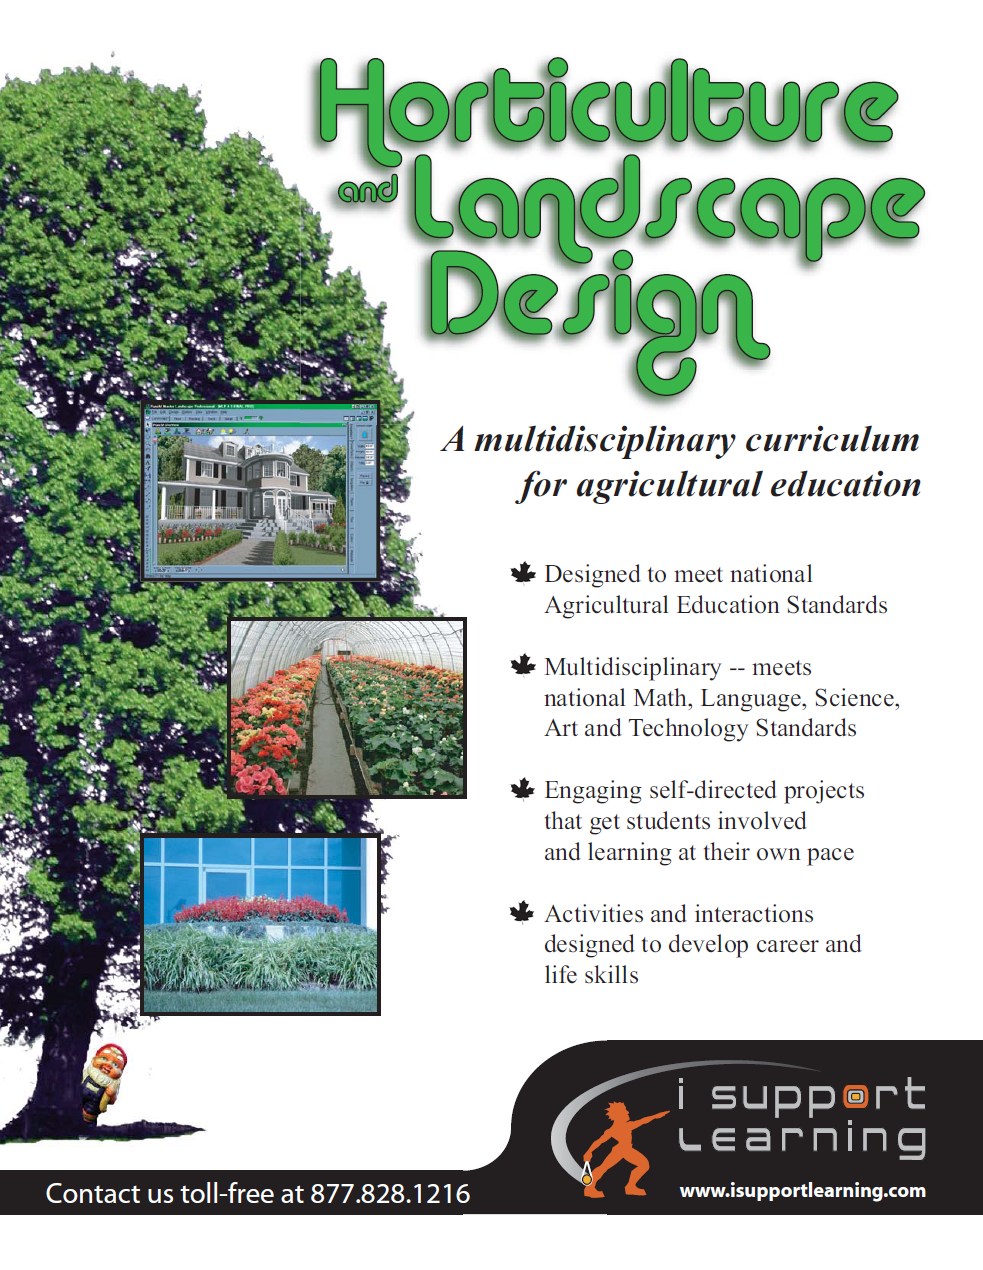 Horticulture
and Landscape
Design
A multidisciplinary curriculum
for agricultural education
Designed to meet national
Agricultural Education Standards
Multidisciplinary -- meets
national Math, Language, Science,
Art and Technology Standards
Engaging self-directed projects
that get students involved
and learning at their own pace
Activities and interactions
designed to develop career and
life skills
i support
learning
Contact us toll-free at 877.828.1216
www.isupportlearning.com